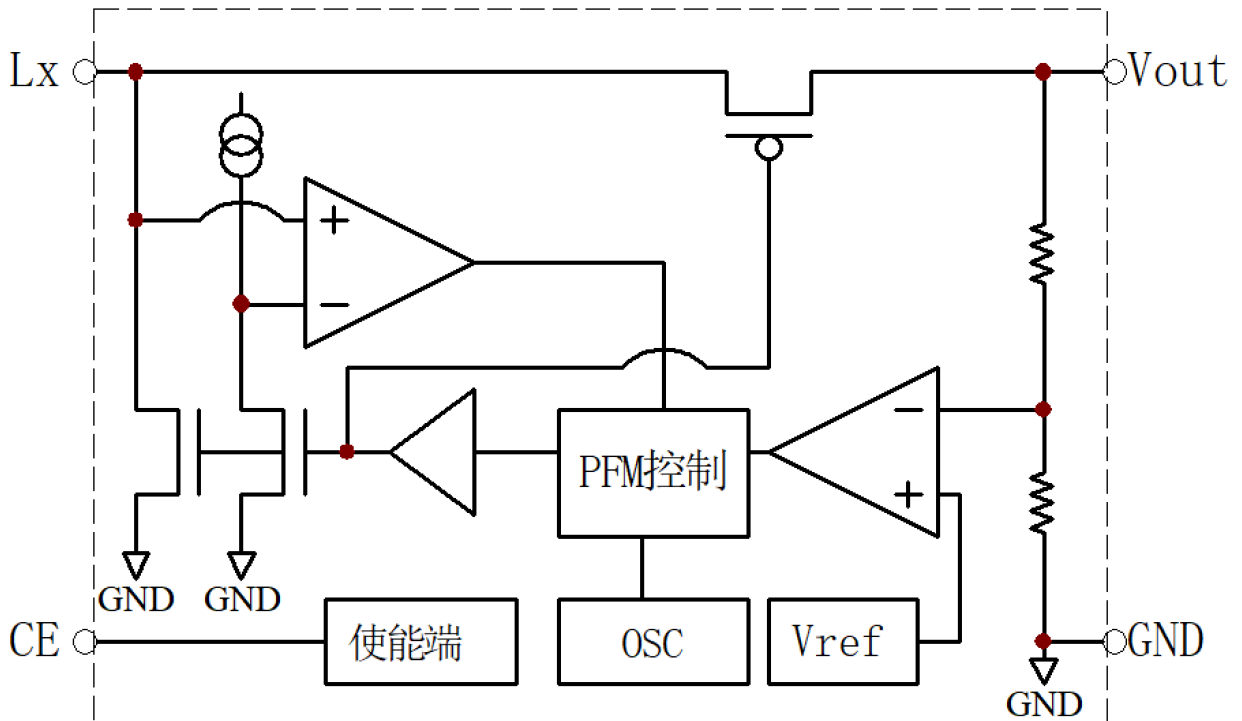 Lx
Vout
+
−
PFM控制
−
+
GND
GND
CE
使能端
OSC
Vref
GND
GND